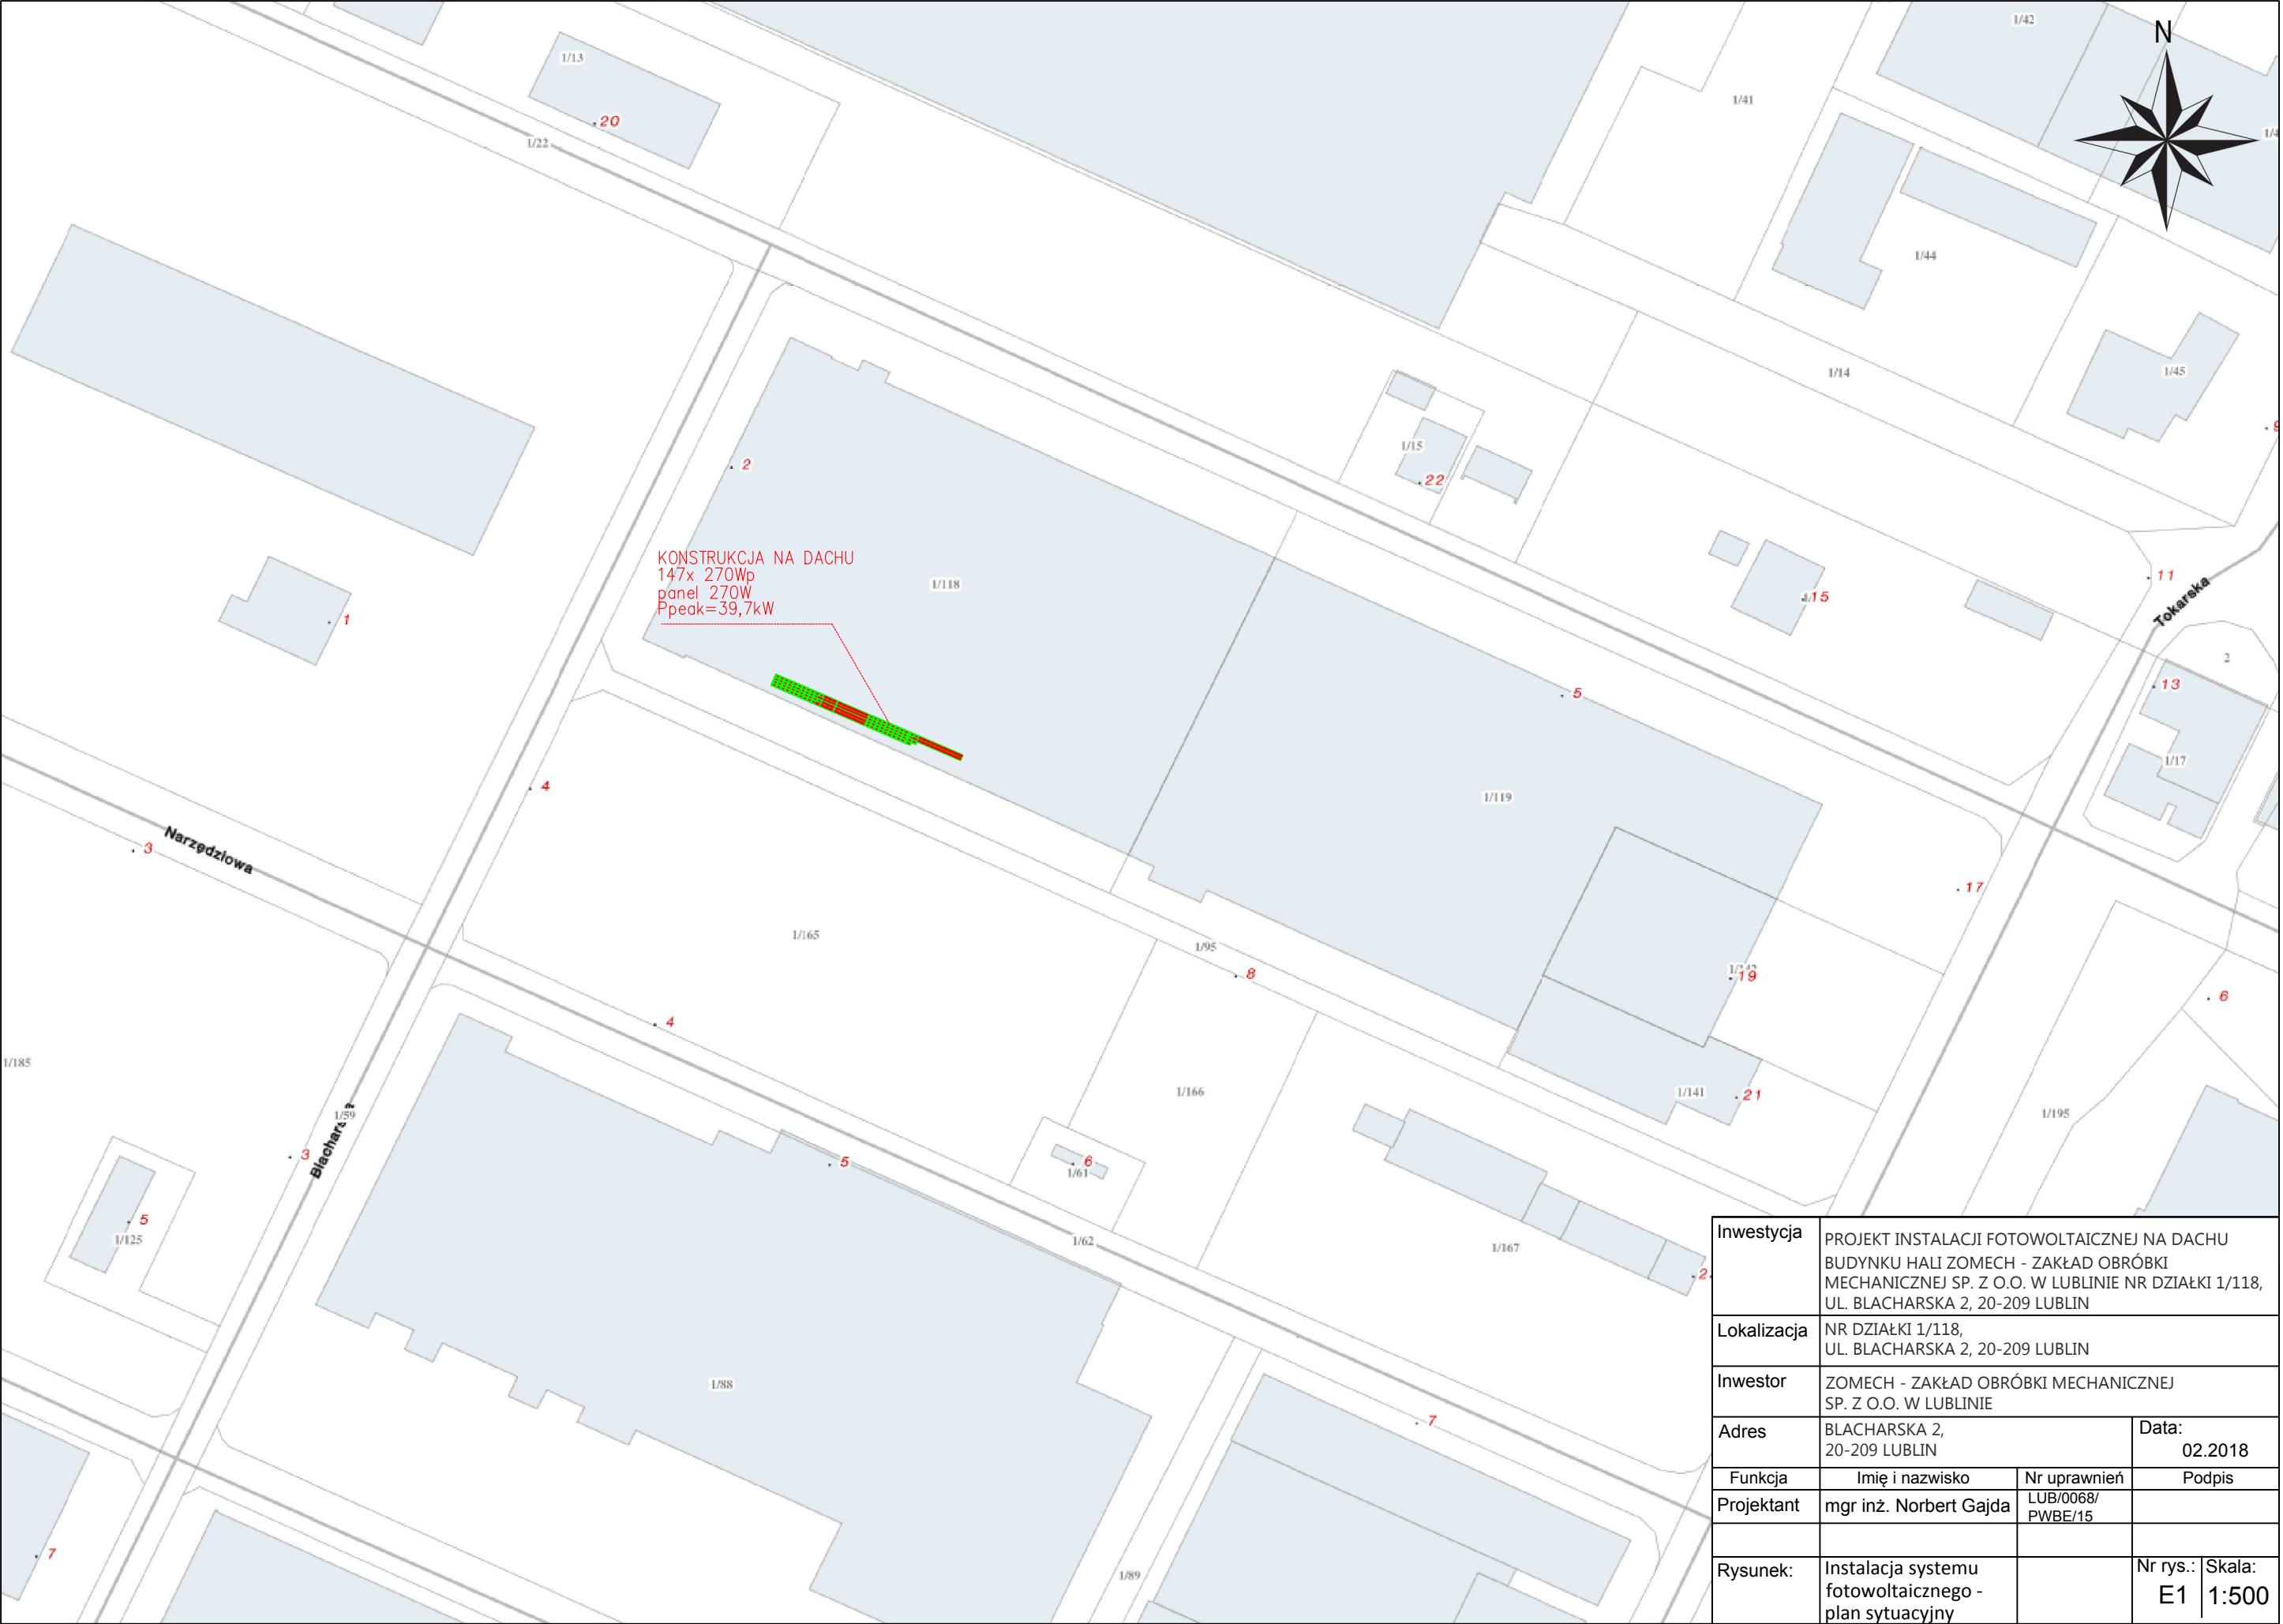 1/42
N
1/13
1/41
20
1/22
1/44
1/14
1/45
1/15
2
22
KONSTRUKCJA NA DACHU
147x 270Wp
panel 270W
Ppeak=39,7kW
1/118
11
15
Tokarska
1
2
13
5
1/17
4
1/119
Narzędziowa
3
17
1/165
1/95
8
19
6
4
1/185
1/166
1/141
21
1/195
1/59
3
5
6
1/61
5
1/125
1/62
1/167
1/88
7
7
1/89
Inwestycja
PROJEKT INSTALACJI FOTOWOLTAICZNEJ NA DACHU
BUDYNKU HALI ZOMECH - ZAKŁAD OBRÓBKI
MECHANICZNEJ SP. Z O.O. W LUBLINIE NR DZIAŁKI 1/118,
UL. BLACHARSKA 2, 20-209 LUBLIN
Lokalizacja
NR DZIAŁKI 1/118,
UL. BLACHARSKA 2, 20-209 LUBLIN
Inwestor
ZOMECH - ZAKŁAD OBRÓBKI MECHANICZNEJ
SP. Z O.O. W LUBLINIE
Adres
BLACHARSKA 2,
20-209 LUBLIN
Data:
02.2018
Funkcja Imię i nazwisko Nr uprawnień Podpis
Projektant mgr inż. Norbert Gajda
LUB/0068/
PWBE/15
Rysunek:
Instalacja systemu
fotowoltaicznego -
plan sytuacyjny
Nr rys.: Skala:
E1 1:500